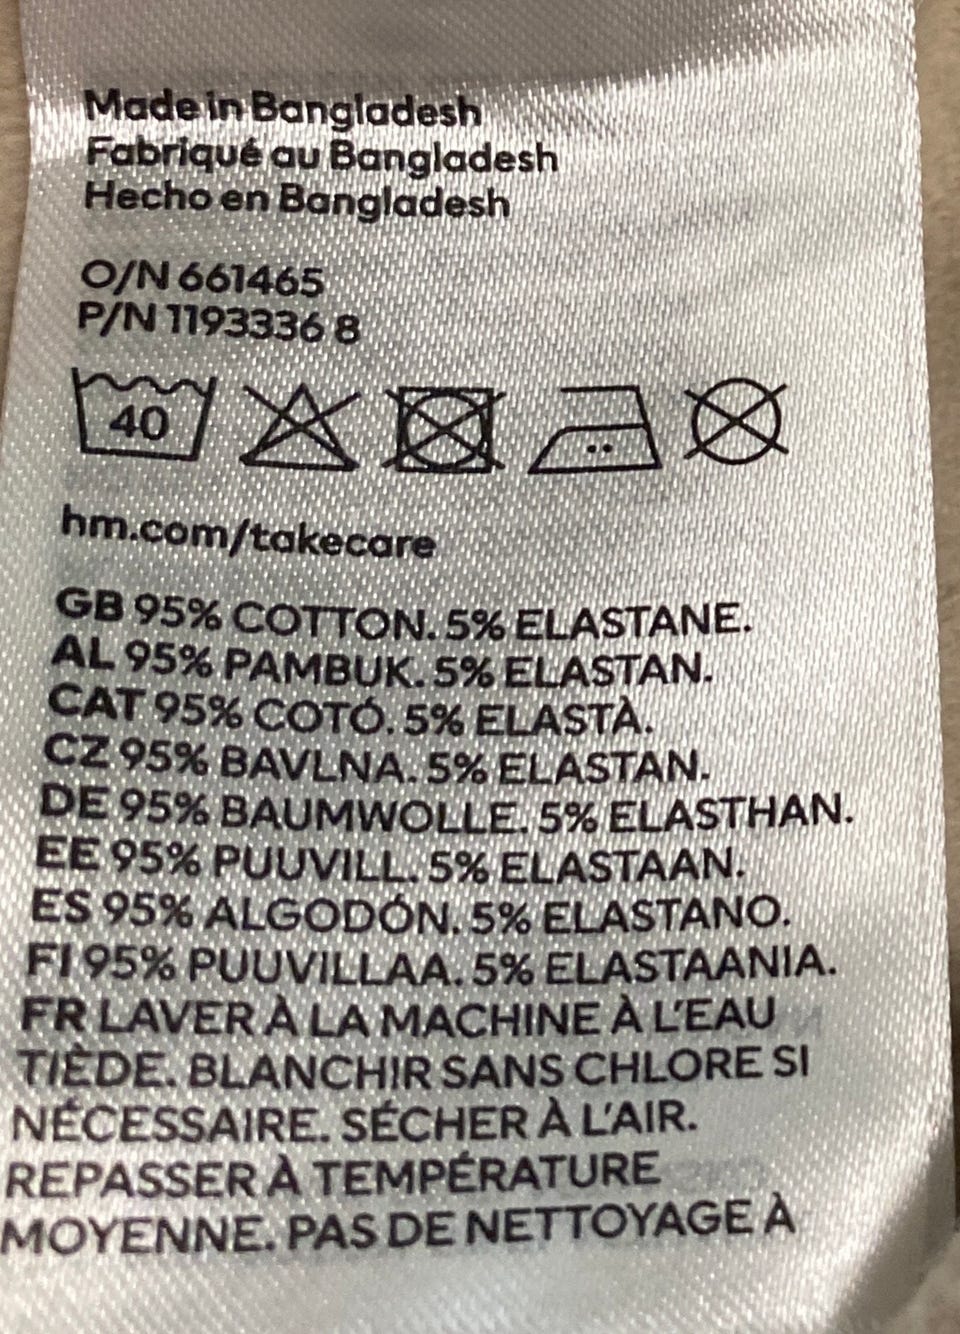 Made in Bangladesh
Fabriqué au Bangladesh
Hecho en Bangladesh
O/N 661465
P/N 1193336 8
40
hm.com/takecare
GB 95% COTTON. 5% ELASTANE.
AL 95% PAMBUK. 5% ELASTAN.
CAT 95% COTÓ. 5% ELASTÀ.
CZ 95% BAVLNA. 5% ELASTAN.
DE 95% BAUMWOLLE. 5% ELASTHAN.
EE 95% PUUVILL. 5% ELASTAAN.
ES 95% ALGODÓN. 5% ELASTANO.
FI 95% PUUVILLAA. 5% ELASTAANIA.
FR LAVER À LA MACHINE À L'EAU
TIÈDE. BLANCHIR SANS CHLORE SI
NÉCESSAIRE. SÉCHER À L'AIR.
REPASSER À TEMPÉRATURE
MOYENNE. PAS DE NETTOYAGE À